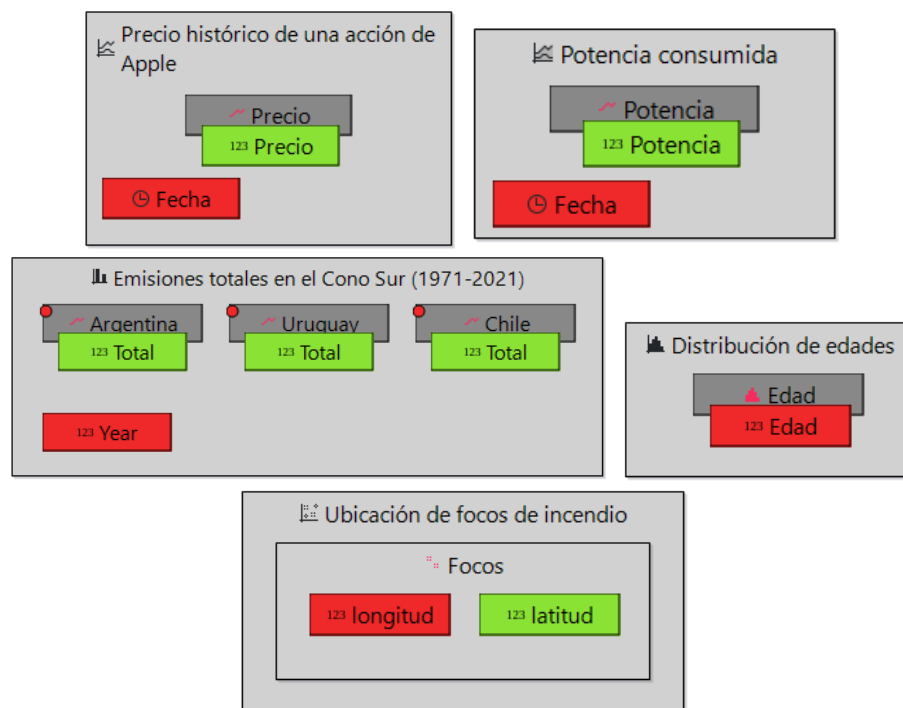 Precio histórico de una acción de
Apple
Precio
123 Precio
Fecha
Potencia consumida
Potencia
123 Potencia
Fecha
Emisiones totales en el Cono Sur (1971-2021)
Argentina
Uruguay
Chile
123 Total
123 Total
123 Total
123 Year
Distribución de edades
Edad
123 Edad
Ubicación de focos de incendio
Focos
123 longitud
123 latitud